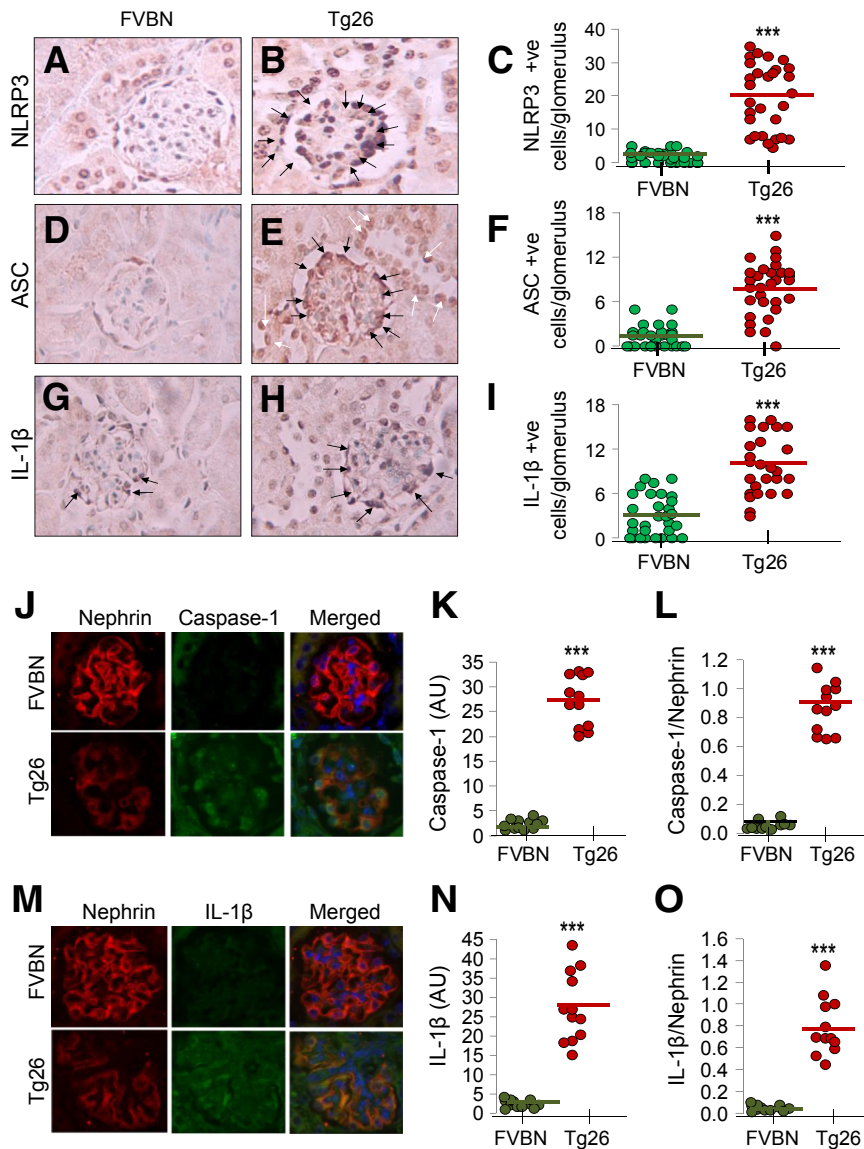 FVBN Tg26
NLRP3
A
B
C
NLRP3 +ve
cells/glomerulus
40
30
20
10
0
***
FVBN Tg26
ASC
D
E
F
ASC +ve
cells/glomerulus
18
12
6
0
***
FVBN Tg26
IL-1β
G
H
I
IL-1β +ve
cells/glomerulus
18
12
6
0
***
FVBN Tg26
J
Nephrin Caspase-1 Merged
FVBN
Tg26
K
Caspase-1 (AU)
35
30
25
20
15
10
5
0
***
FVBN Tg26
L
Caspase-1/Nephrin
1.2
1.0
0.8
0.6
0.4
0.2
0.0
***
FVBN Tg26
M
Nephrin IL-1β Merged
FVBN
Tg26
N
IL-1β (AU)
45
40
35
30
25
20
15
10
5
0
***
FVBN Tg26
O
IL-1β/Nephrin
1.6
1.4
1.2
1.0
0.8
0.6
0.4
0.2
0.0
***
FVBN Tg26